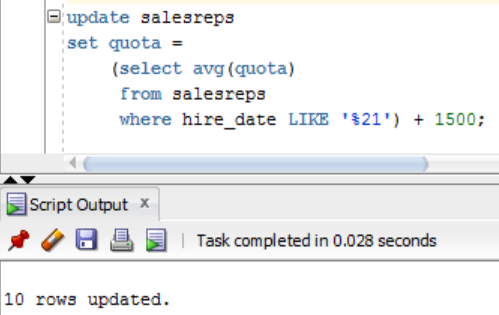 update salesreps
set quota =
(select avg(quota)
from salesreps
where hire_date LIKE '%21') + 1500;
Script Output x
Task completed in 0.028 seconds
10 rows updated.